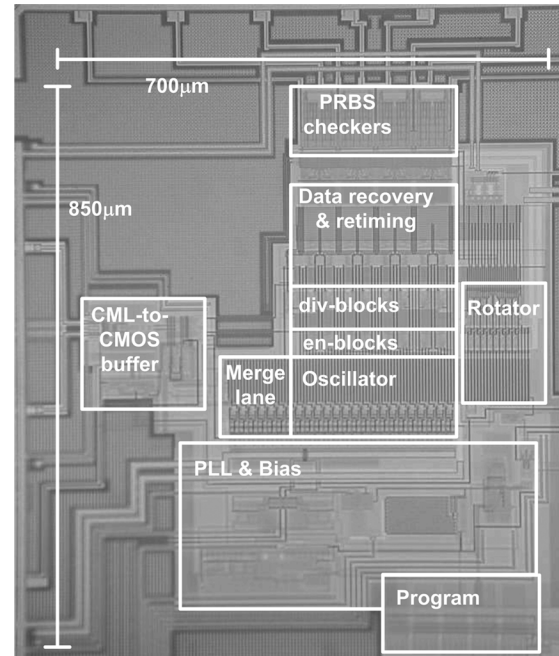 700μm
PRBS
checkers
850μm
Data recovery
& retiming
CML-to-
CMOS
buffer
div-blocks
Rotator
en-blocks
Merge
lane
Oscillator
PLL & Bias
Program